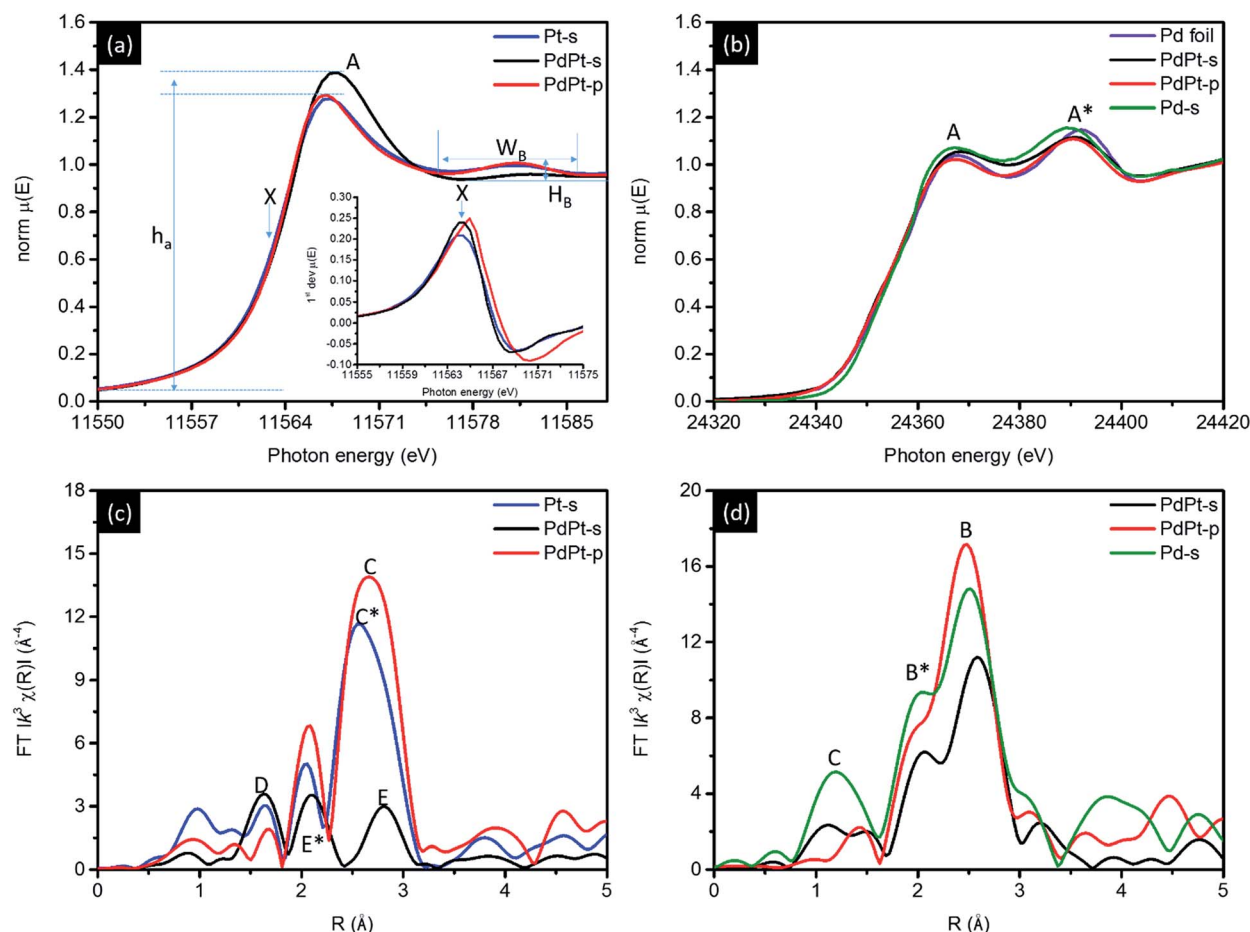 (a)
Pt-s
PdPt-s
PdPt-p
A
X
h_a
W_B
H_B
norm μ(E)
1.6
1.4
1.2
1.0
0.8
0.6
0.4
0.2
0.0
11550 11557 11564 11571 11578 11585
Photon energy (eV)
X
1st dev μ(E)
0.30
0.25
0.20
0.15
0.10
0.05
0.00
-0.05
-0.10
11555 11559 11563 11567 11571 11575
Photon energy (eV)
(b)
Pd foil
PdPt-s
PdPt-p
Pd-s
A
A*
norm μ(E)
1.6
1.4
1.2
1.0
0.8
0.6
0.4
0.2
0.0
24320 24340 24360 24380 24400 24420
Photon energy (eV)
(c)
Pt-s
PdPt-s
PdPt-p
C
C*
D
E
E*
FT |k³ χ(R)| (Å⁻⁴)
18
15
12
9
6
3
0
0 1 2 3 4 5
R (Å)
(d)
PdPt-s
PdPt-p
Pd-s
B
B*
C
FT |k³ χ(R)| (Å⁻⁴)
20
16
12
8
4
0
0 1 2 3 4 5
R (Å)